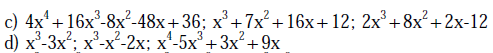 c) 4x⁴+16x³-8x²-48x+36; x³+7x²+16x+12; 2x³+8x²+2x-12
d) x³-3x²; x³-x²-2x; x⁴-5x³+3x²+9x